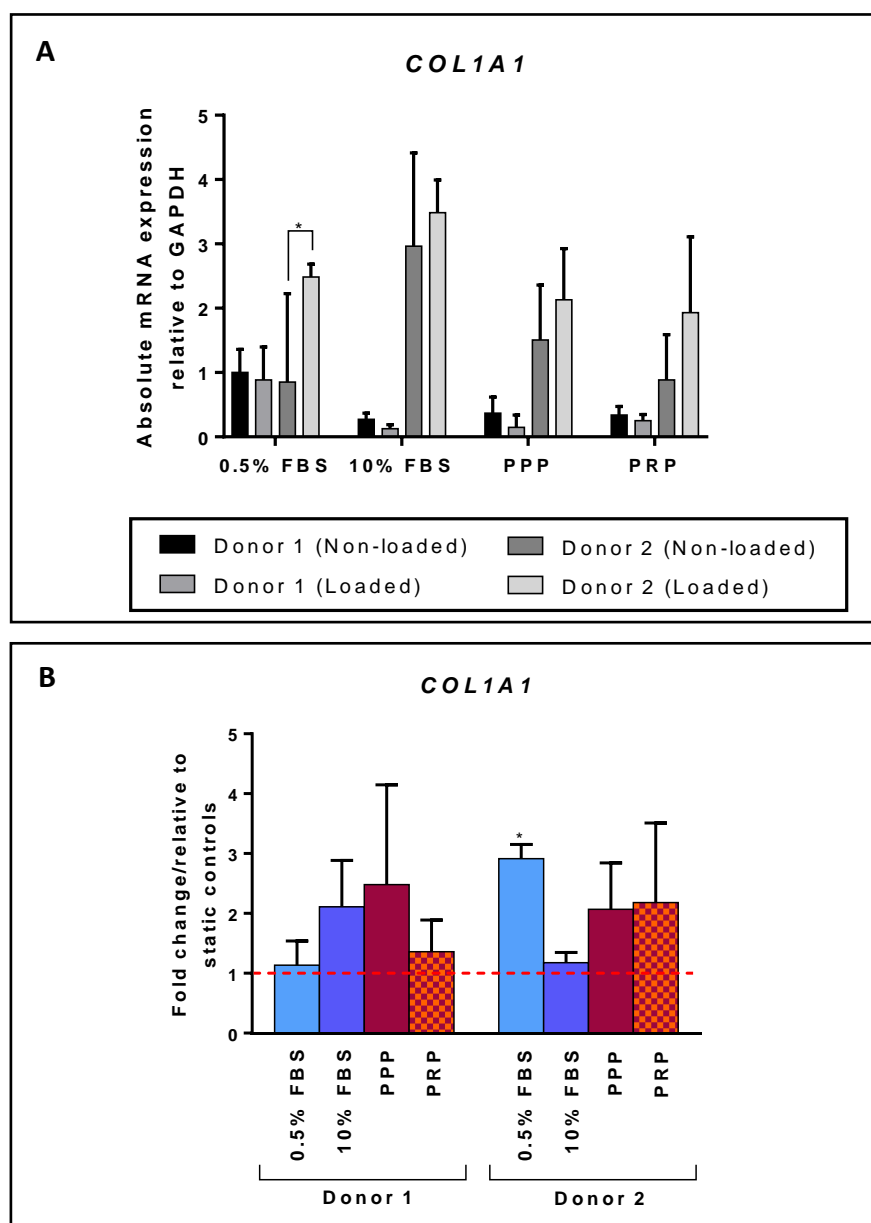 A
COL1A1
Absolute mRNA expression
relative to GAPDH
5
4
3
2
1
0
*
0.5% FBS 10% FBS PPP PRP
Donor 1 (Non-loaded) Donor 2 (Non-loaded)
Donor 1 (Loaded) Donor 2 (Loaded)
B
COL1A1
Fold change/relative to
static controls
5
4
3
2
1
0
*
0.5% FBS 10% FBS PPP PRP 0.5% FBS 10% FBS PPP PRP
Donor 1 Donor 2